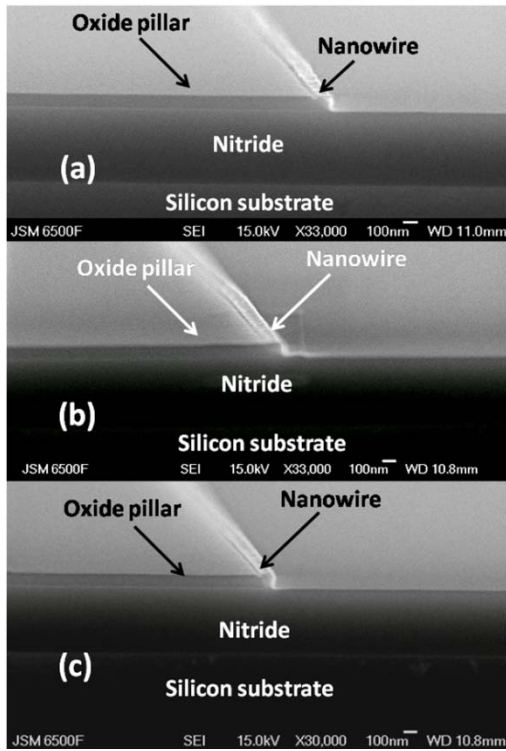 Oxide pillar
Nanowire
Nitride
(a)
Silicon substrate
JSM 6500F SEI 15.0kV X33,000 100nm WD 11.0mm
Oxide pillar
Nanowire
Nitride
(b)
Silicon substrate
JSM 6500F SEI 15.0kV X33,000 100nm WD 10.8mm
Oxide pillar
Nanowire
Nitride
(c)
Silicon substrate
JSM 6500F SEI 15.0kV X30,000 100nm WD 10.8mm